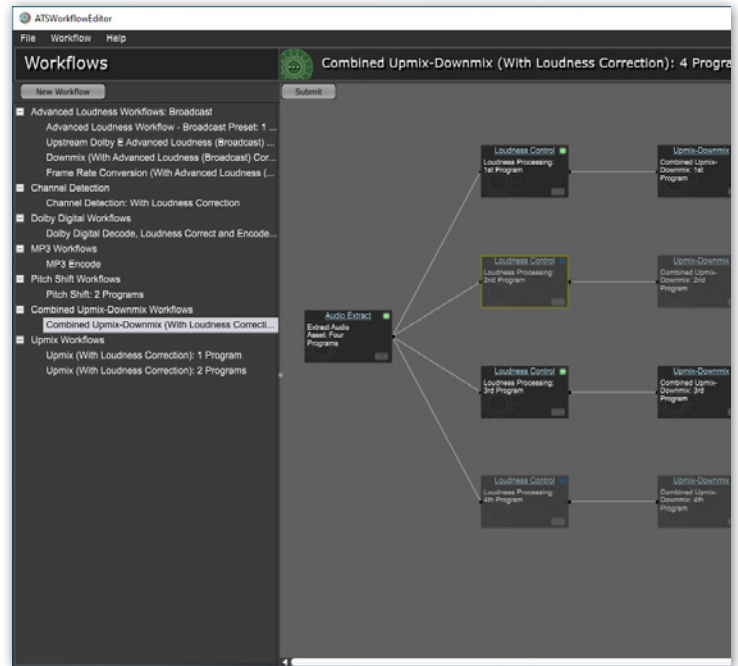 ATSWorkflowEditor
File Workflow Help
Workflows
Combined Upmix-Downmix (With Loudness Correction): 4 Progra
New Workflow
Submit
Advanced Loudness Workflows: Broadcast
Advanced Loudness Workflow - Broadcast Preset: 1 ...
Upstream Dolby E Advanced Loudness (Broadcast) ...
Downmix (With Advanced Loudness (Broadcast) Cor...
Frame Rate Conversion (With Advanced Loudness (...
Channel Detection
Channel Detection: With Loudness Correction
Dolby Digital Workflows
Dolby Digital Decode, Loudness Correct and Encode...
MP3 Workflows
MP3 Encode
Pitch Shift Workflows
Pitch Shift: 2 Programs
Combined Upmix-Downmix Workflows
Combined Upmix-Downmix (With Loudness Correcti...
Upmix Workflows
Upmix (With Loudness Correction): 1 Program
Upmix (With Loudness Correction): 2 Programs
Audio Extract
Extract Audio
Asset: Four
Programs
Loudness Control
Loudness Processing:
1st Program
Upmix-Downmix
Combined Upmix-
Downmix: 1st
Program
Loudness Control
Loudness Processing:
2nd Program
Upmix-Downmix
Combined Upmix-
Downmix: 2nd
Program
Loudness Control
Loudness Processing:
3rd Program
Upmix-Downmix
Combined Upmix-
Downmix: 3rd
Program
Loudness Control
Loudness Processing:
4th Program
Upmix-Downmix
Combined Upmix-
Downmix: 4th
Program